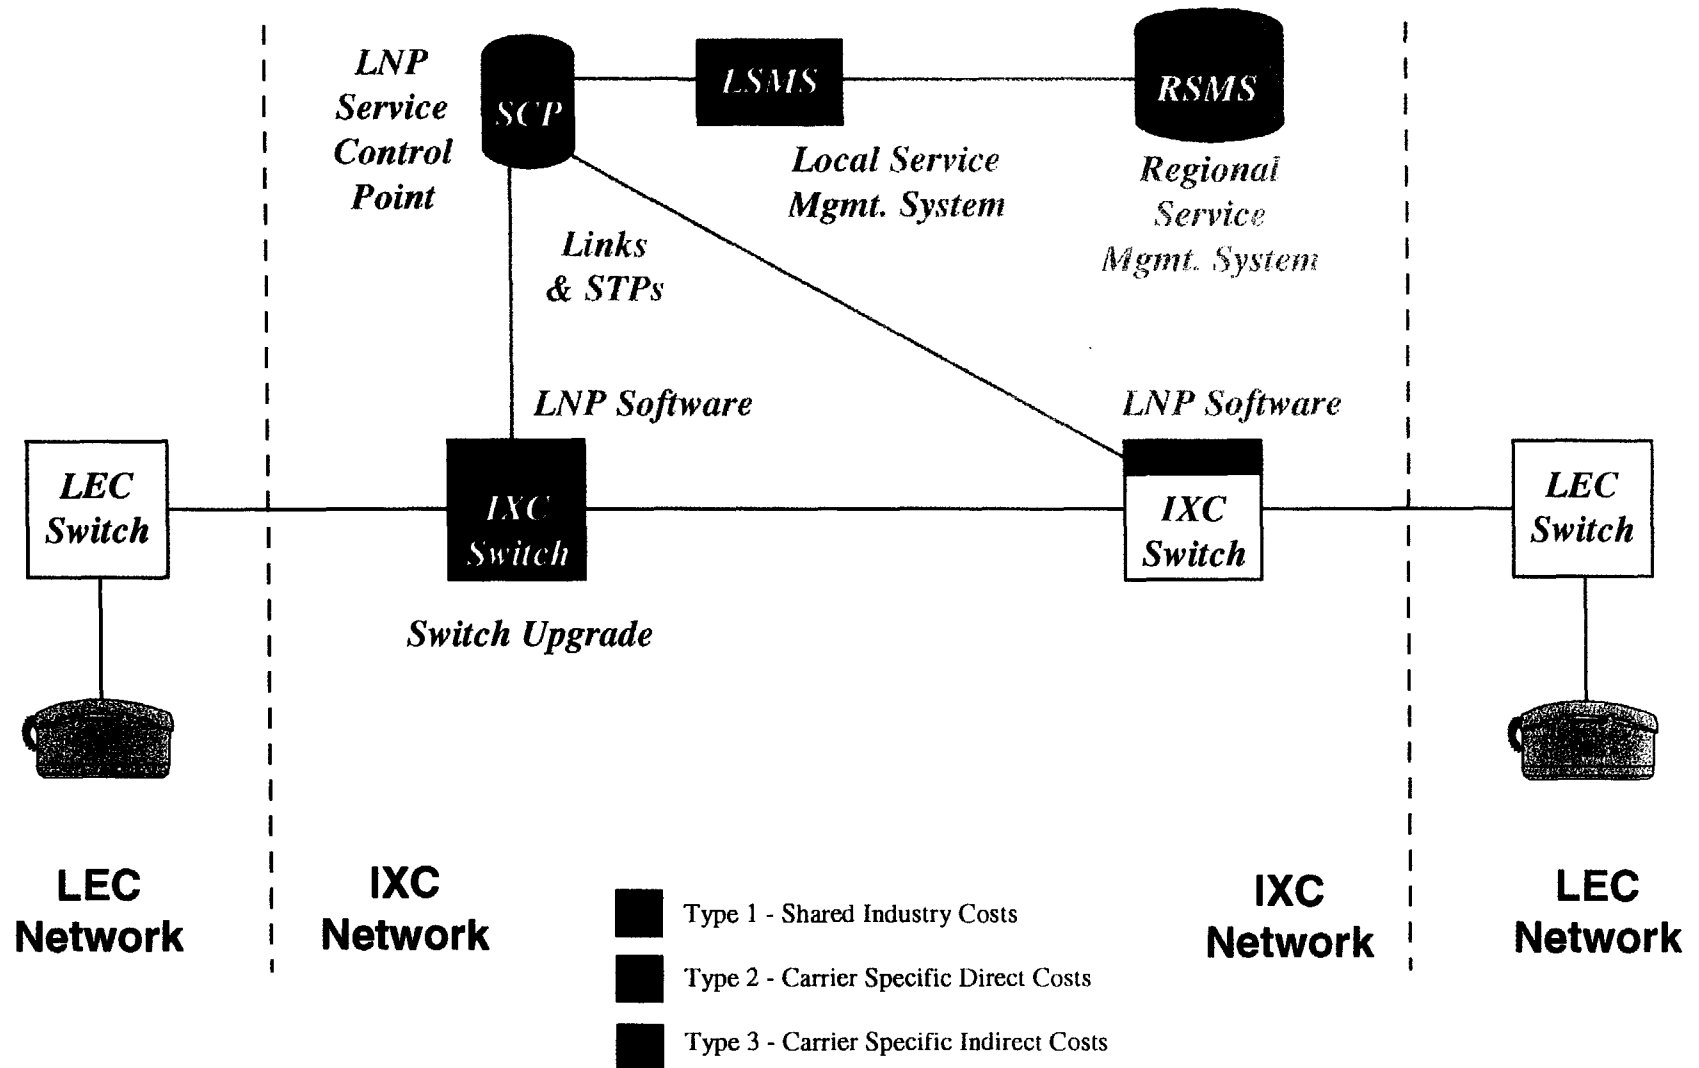 LNP
Service
Control
Point
SCP
LSMS
RSMS
Local Service
Mgmt. System
Regional
Service
Mgmt. System
Links
& STPs
LNP Software
LNP Software
LEC
Switch
IXC
Switch
IXC
Switch
LEC
Switch
Switch Upgrade
LEC
Network
IXC
Network
Type 1 - Shared Industry Costs
Type 2 - Carrier Specific Direct Costs
Type 3 - Carrier Specific Indirect Costs
IXC
Network
LEC
Network